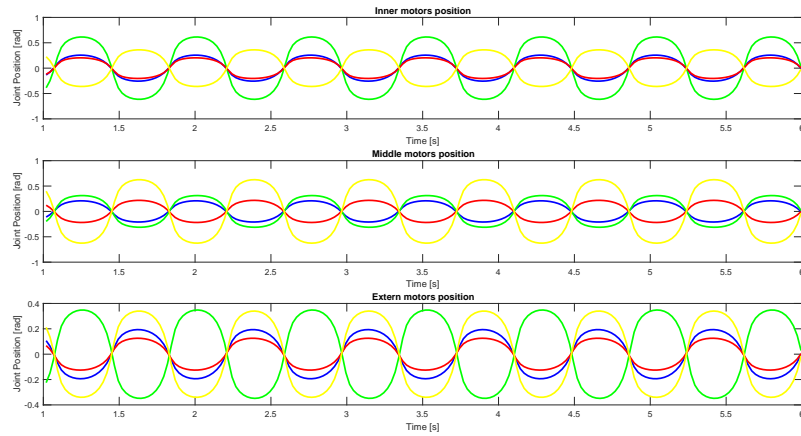 Inner motors position
Joint Position [rad]
1
0.5
0
-0.5
-1
1 1.5 2 2.5 3 3.5 4 4.5 5 5.5 6
Time [s]
Middle motors position
Joint Position [rad]
1
0.5
0
-0.5
-1
1 1.5 2 2.5 3 3.5 4 4.5 5 5.5 6
Time [s]
Extern motors position
Joint Position [rad]
0.4
0.2
0
-0.2
-0.4
1 1.5 2 2.5 3 3.5 4 4.5 5 5.5 6
Time [s]